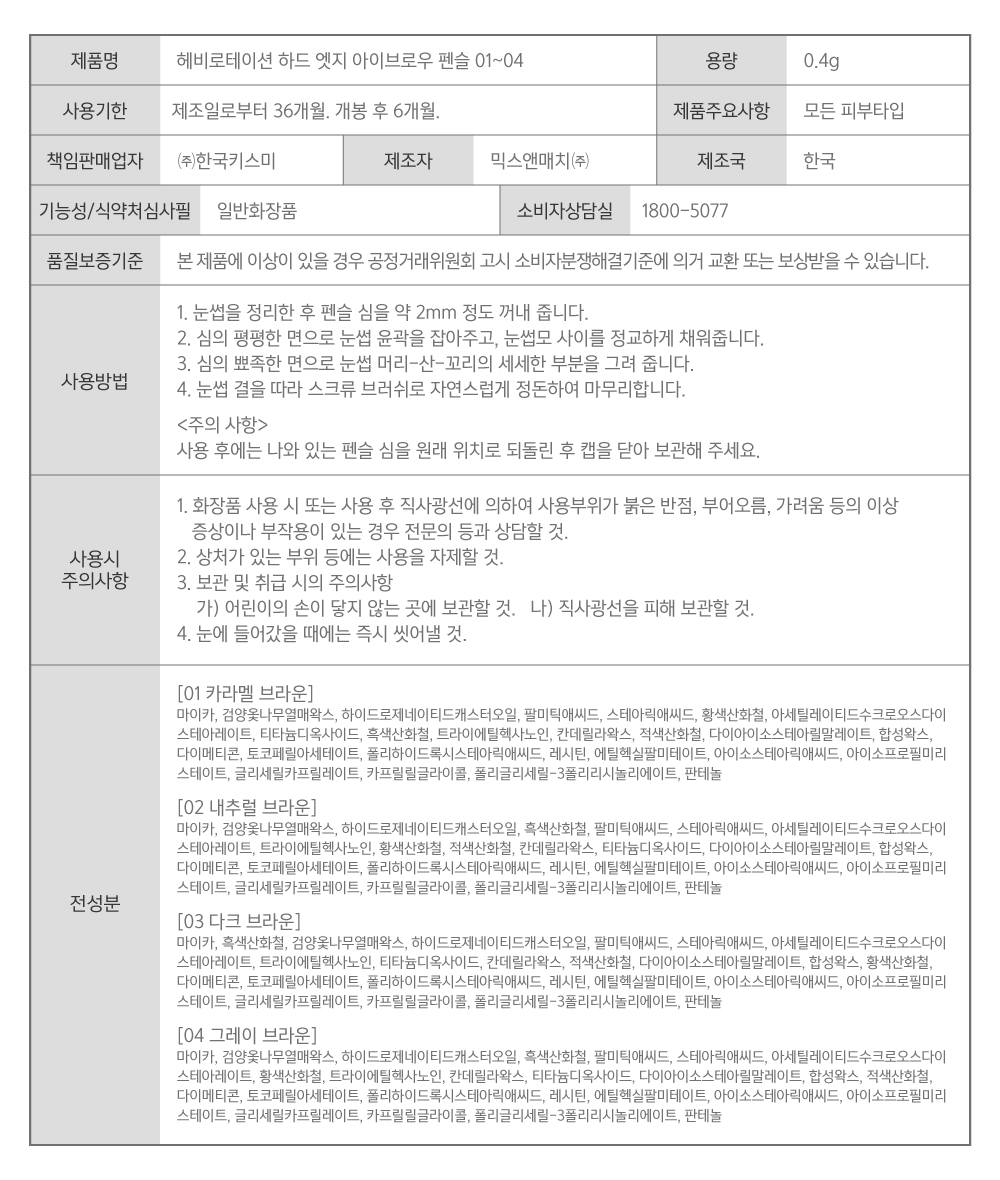 제품명 헤비로테이션 하드 엣지 아이브로우 펜슬 01~04 용량 0.4g
사용기한 제조일로부터 36개월. 개봉 후 6개월. 제품주요사항 모든 피부타입
책임판매업자 ㈜한국키스미 제조자 믹스앤매치㈜ 제조국 한국
기능성/식약처심사필 일반화장품 소비자상담실 1800-5077
품질보증기준 본 제품에 이상이 있을 경우 공정거래위원회 고시 소비자분쟁해결기준에 의거 교환 또는 보상받을 수 있습니다.
사용방법
1. 눈썹을 정리한 후 펜슬 심을 약 2mm 정도 꺼내 줍니다.
2. 심의 평평한 면으로 눈썹 윤곽을 잡아주고, 눈썹모 사이를 정교하게 채워줍니다.
3. 심의 뾰족한 면으로 눈썹 머리-산-꼬리의 세세한 부분을 그려 줍니다.
4. 눈썹 결을 따라 스크류 브러쉬로 자연스럽게 정돈하여 마무리합니다.
<주의 사항>
사용 후에는 나와 있는 펜슬 심을 원래 위치로 되돌린 후 캡을 닫아 보관해 주세요.
사용시
주의사항
1. 화장품 사용 시 또는 사용 후 직사광선에 의하여 사용부위가 붉은 반점, 부어오름, 가려움 등의 이상
증상이나 부작용이 있는 경우 전문의 등과 상담할 것.
2. 상처가 있는 부위 등에는 사용을 자제할 것.
3. 보관 및 취급 시의 주의사항
가) 어린이의 손이 닿지 않는 곳에 보관할 것. 나) 직사광선을 피해 보관할 것.
4. 눈에 들어갔을 때에는 즉시 씻어낼 것.
전성분
[01 카라멜 브라운]
마이카, 검양옻나무열매왁스, 하이드로제네이티드캐스터오일, 팔미틱애씨드, 스테아릭애씨드, 황색산화철, 아세틸레이티드수크로오스다이
스테아레이트, 티타늄디옥사이드, 흑색산화철, 트라이에틸헥사노인, 칸데릴라왁스, 적색산화철, 다이아이소스테아릴말레이트, 합성왁스,
다이메티콘, 토코페릴아세테이트, 폴리하이드록시스테아릭애씨드, 레시틴, 에틸헥실팔미테이트, 아이소스테아릭애씨드, 아이소프로필미리
스테이트, 글리세릴카프릴레이트, 카프릴릴글라이콜, 폴리글리세릴-3폴리리시놀리에이트, 판테놀
[02 내추럴 브라운]
마이카, 검양옻나무열매왁스, 하이드로제네이티드캐스터오일, 흑색산화철, 팔미틱애씨드, 스테아릭애씨드, 아세틸레이티드수크로오스다이
스테아레이트, 트라이에틸헥사노인, 황색산화철, 적색산화철, 칸데릴라왁스, 티타늄디옥사이드, 다이아이소스테아릴말레이트, 합성왁스,
다이메티콘, 토코페릴아세테이트, 폴리하이드록시스테아릭애씨드, 레시틴, 에틸헥실팔미테이트, 아이소스테아릭애씨드, 아이소프로필미리
스테이트, 글리세릴카프릴레이트, 카프릴릴글라이콜, 폴리글리세릴-3폴리리시놀리에이트, 판테놀
[03 다크 브라운]
마이카, 흑색산화철, 검양옻나무열매왁스, 하이드로제네이티드캐스터오일, 팔미틱애씨드, 스테아릭애씨드, 아세틸레이티드수크로오스다이
스테아레이트, 트라이에틸헥사노인, 티타늄디옥사이드, 칸데릴라왁스, 적색산화철, 다이아이소스테아릴말레이트, 합성왁스, 황색산화철,
다이메티콘, 토코페릴아세테이트, 폴리하이드록시스테아릭애씨드, 레시틴, 에틸헥실팔미테이트, 아이소스테아릭애씨드, 아이소프로필미리
스테이트, 글리세릴카프릴레이트, 카프릴릴글라이콜, 폴리글리세릴-3폴리리시놀리에이트, 판테놀
[04 그레이 브라운]
마이카, 검양옻나무열매왁스, 하이드로제네이티드캐스터오일, 흑색산화철, 팔미틱애씨드, 스테아릭애씨드, 아세틸레이티드수크로오스다이
스테아레이트, 황색산화철, 트라이에틸헥사노인, 칸데릴라왁스, 티타늄디옥사이드, 다이아이소스테아릴말레이트, 합성왁스, 적색산화철,
다이메티콘, 토코페릴아세테이트, 폴리하이드록시스테아릭애씨드, 레시틴, 에틸헥실팔미테이트, 아이소스테아릭애씨드, 아이소프로필미리
스테이트, 글리세릴카프릴레이트, 카프릴릴글라이콜, 폴리글리세릴-3폴리리시놀리에이트, 판테놀